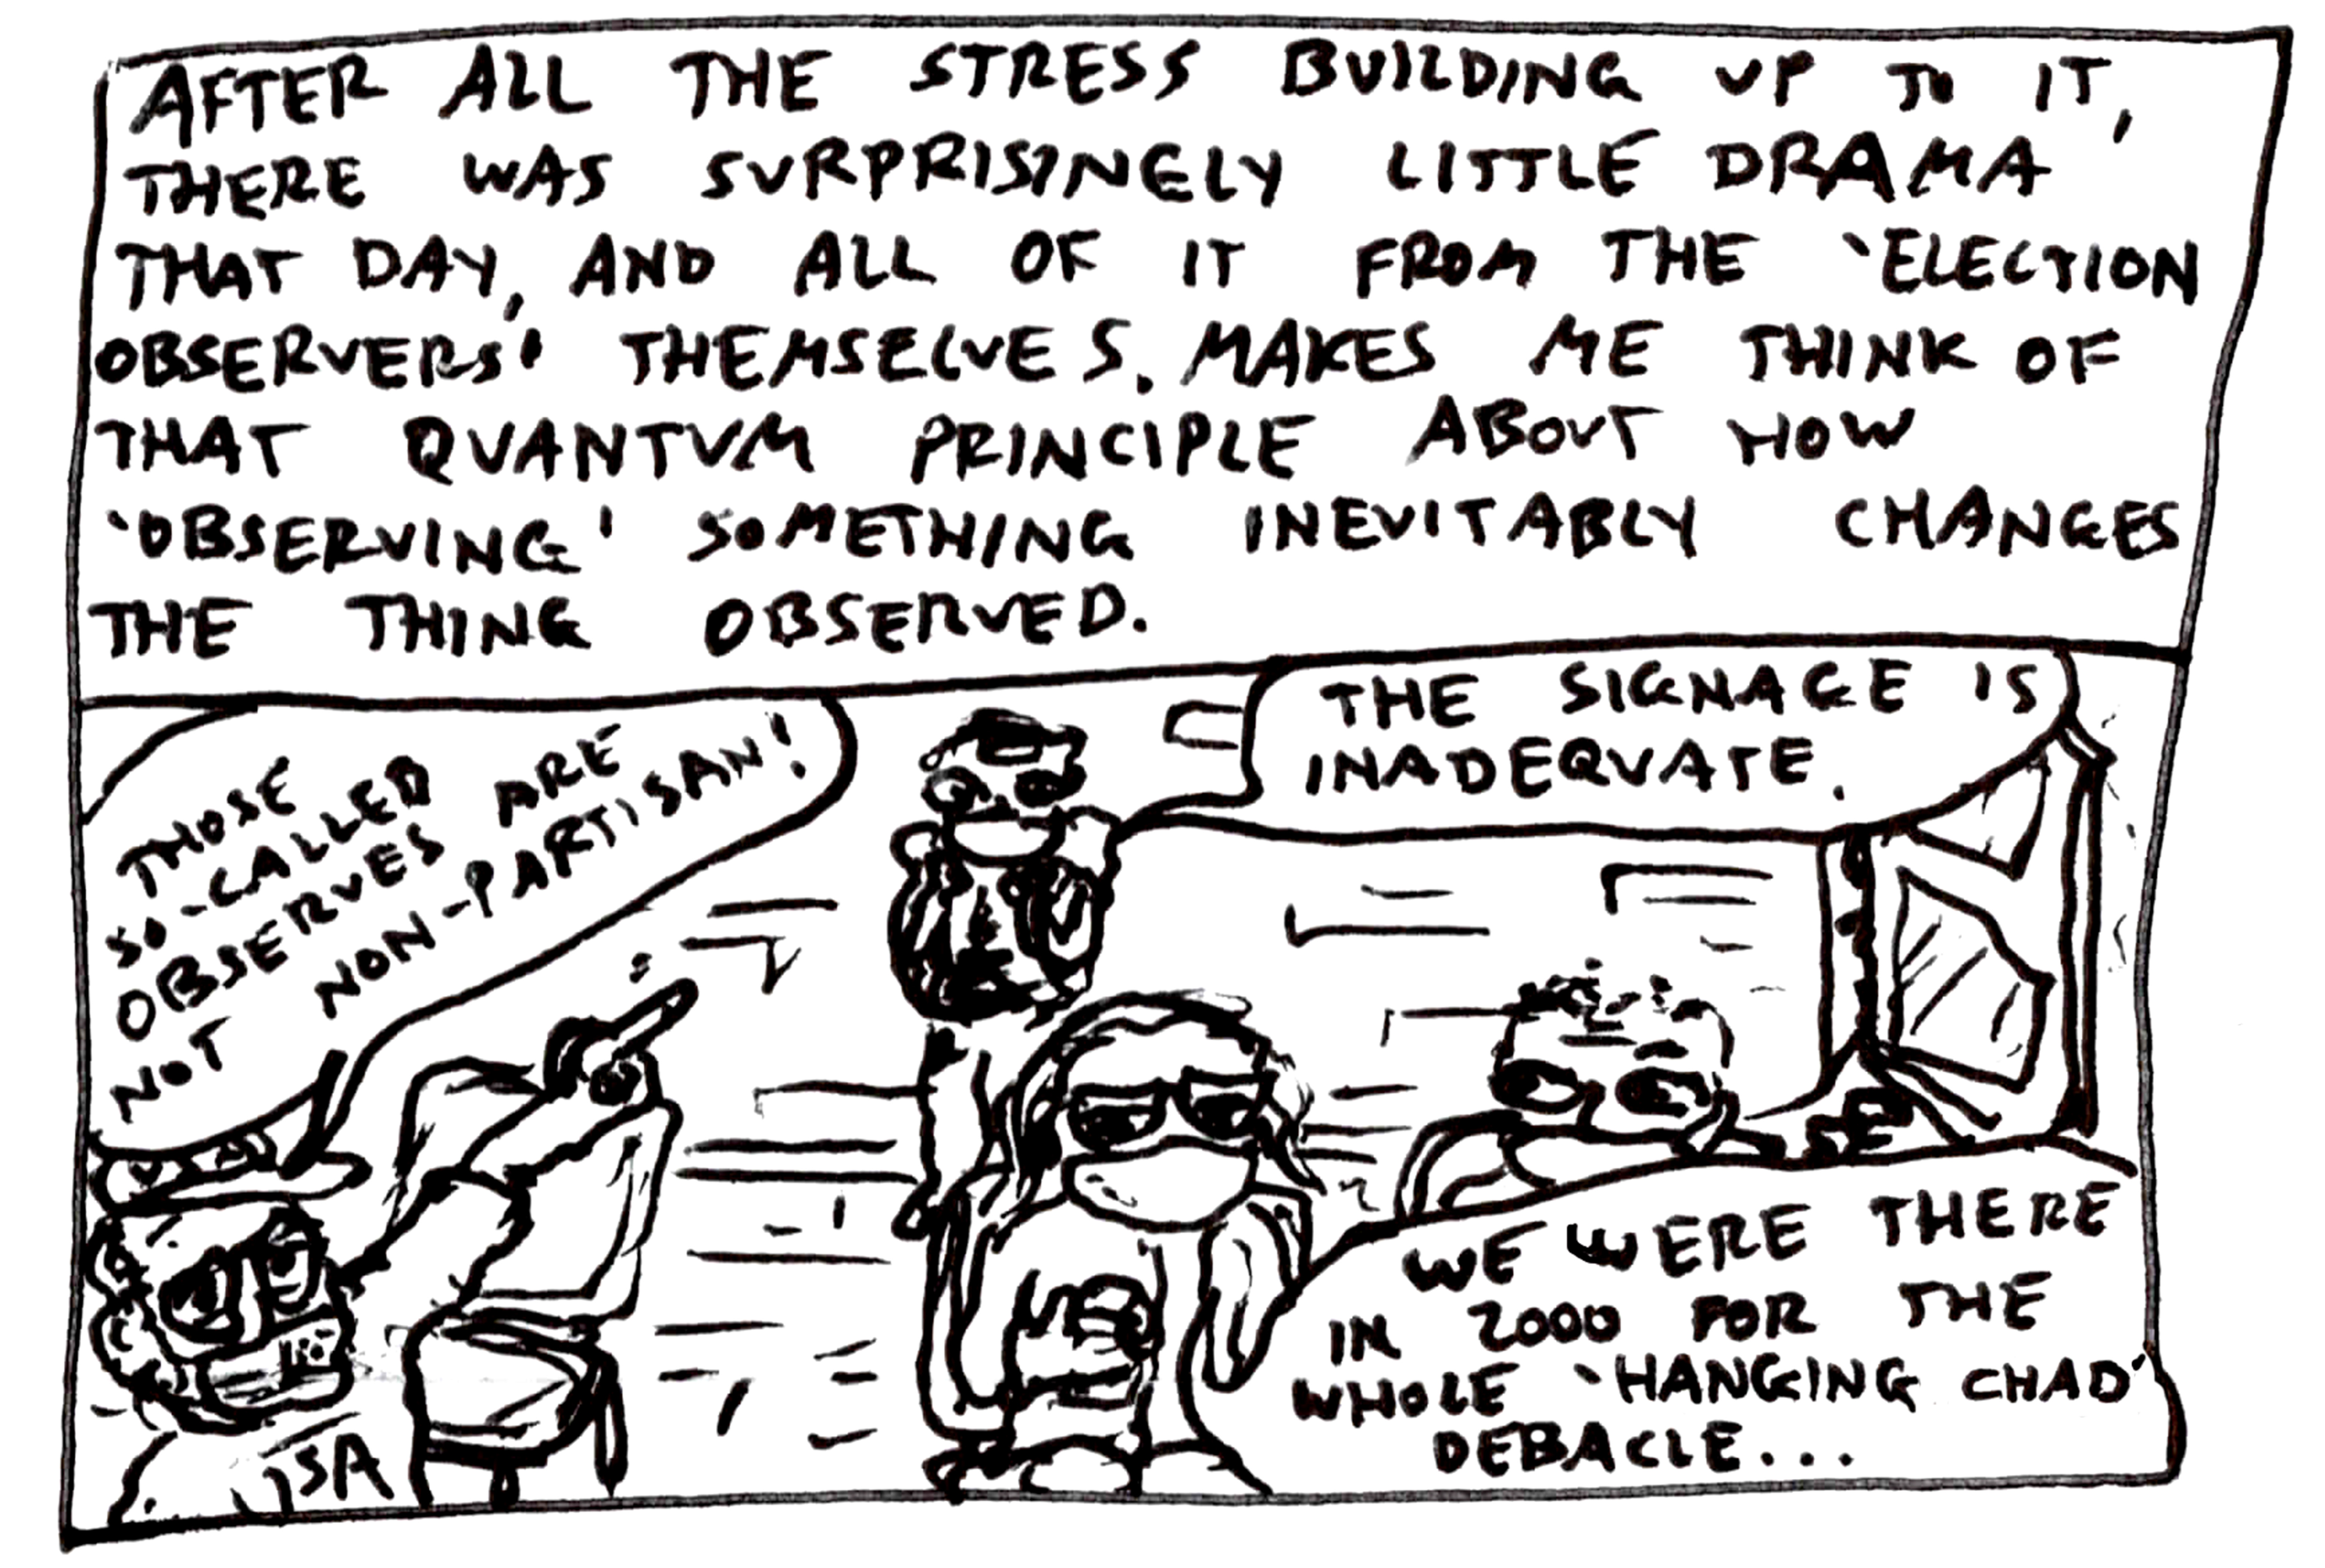 AFTER ALL THE STRESS BUILDING UP TO IT,
THERE WAS SURPRISINGELY LITTLE DRAMA
THAT DAY, AND ALL OF IT FROM THE 'ELECTION
OBSERVERS' THEMSELVES. MAKES ME THINK OF
THAT QUANTUM PRINCIPLE ABOUT HOW
'OBSERVING' SOMETHING INEVITABLY CHANGES
THE THING OBSERVED.
THOSE
SO-CALLED
OBSERVES ARE
NOT NON-PARTISAN!
THE SIGNAGE IS
INADEQUATE.
WE WERE THERE
IN 2000 FOR THE
WHOLE 'HANGING CHAD'
DEBACLE...
USA